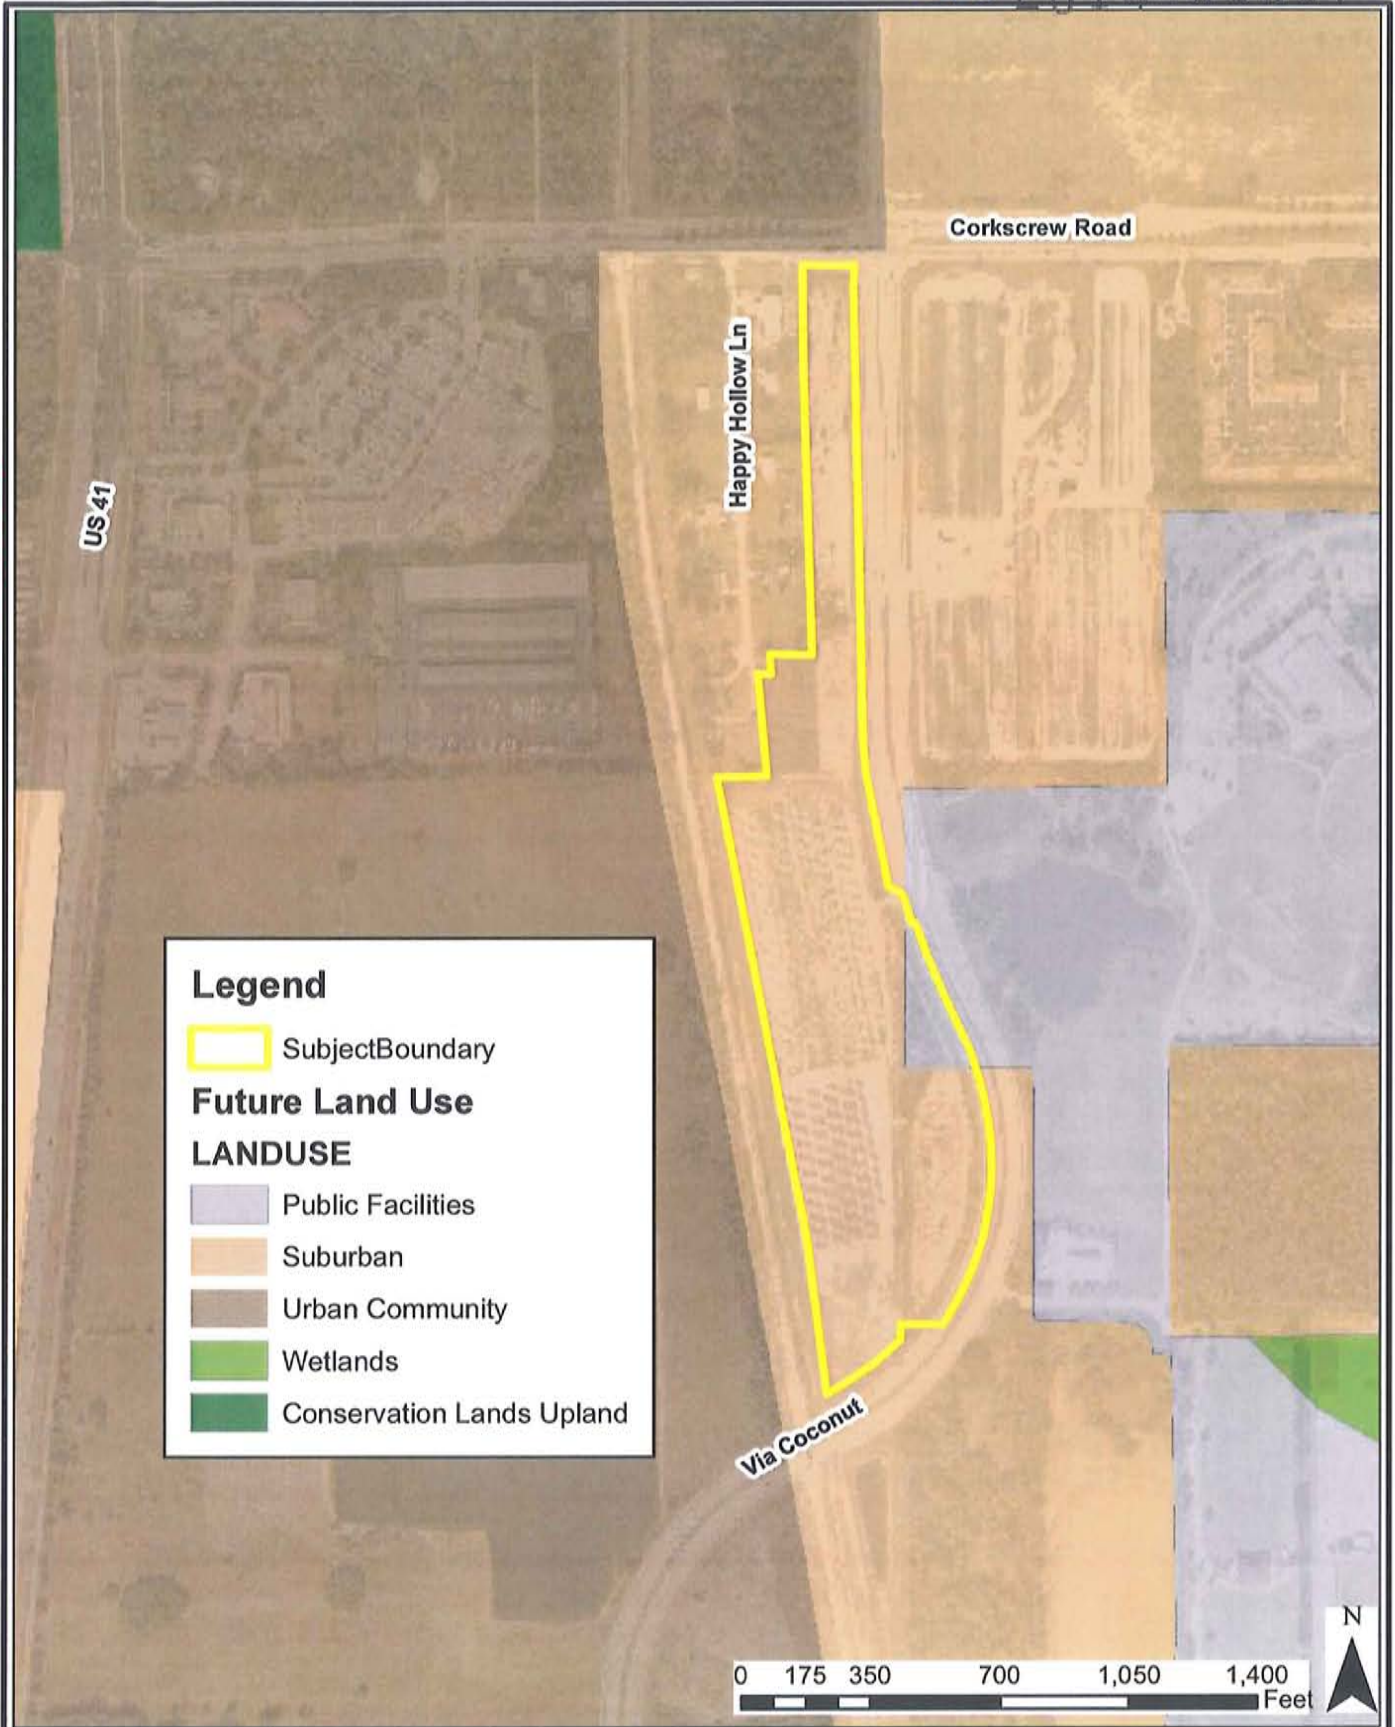 Corkscrew Road
Happy Hollow Ln
US 41
Legend
SubjectBoundary
Future Land Use
LANDUSE
Public Facilities
Suburban
Urban Community
Wetlands
Conservation Lands Upland
Via Coconut
N
0 175 350 700 1,050 1,400
Feet